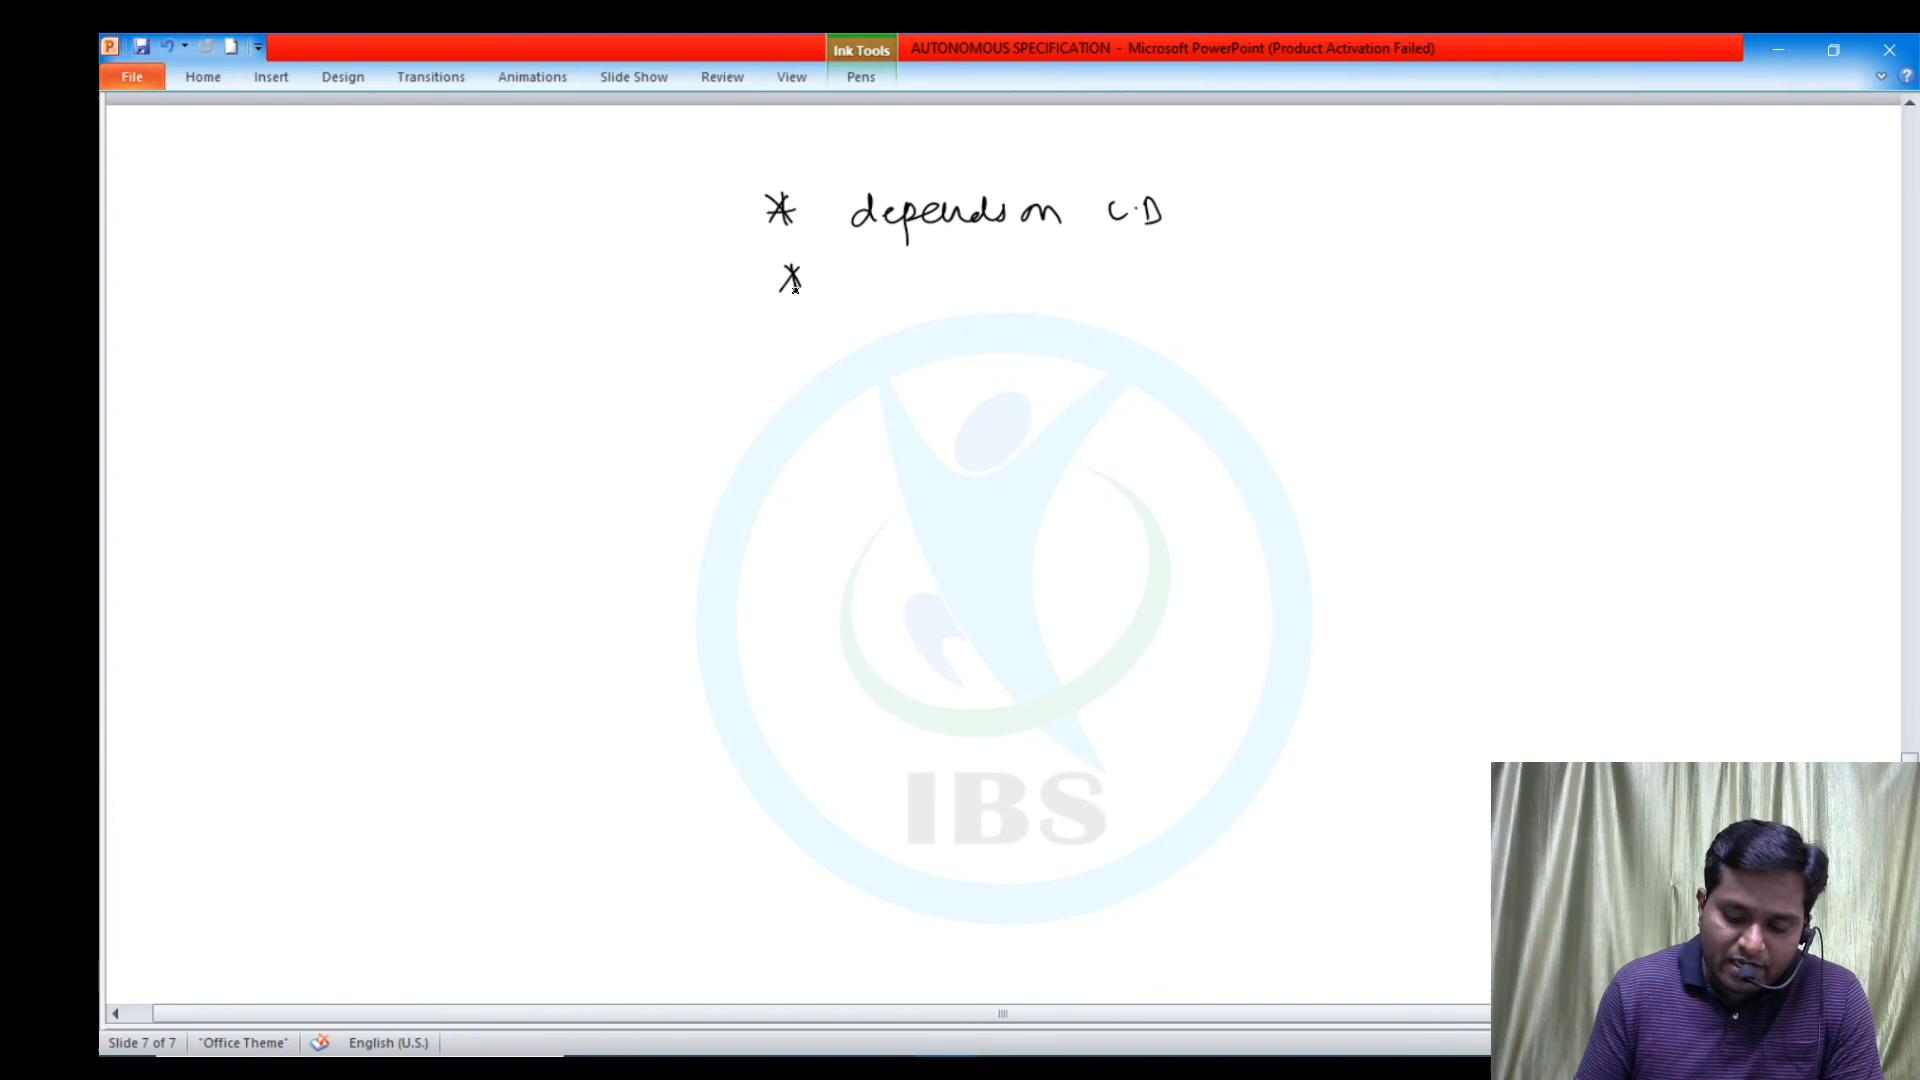 Ink Tools
AUTONOMOUS SPECIFICATION - Microsoft PowerPoint (Product Activation Failed)
File Home Insert Design Transitions Animations Slide Show Review View Pens
* depends on C.D
*
IBS
Slide 7 of 7 "Office Theme" English (U.S.)